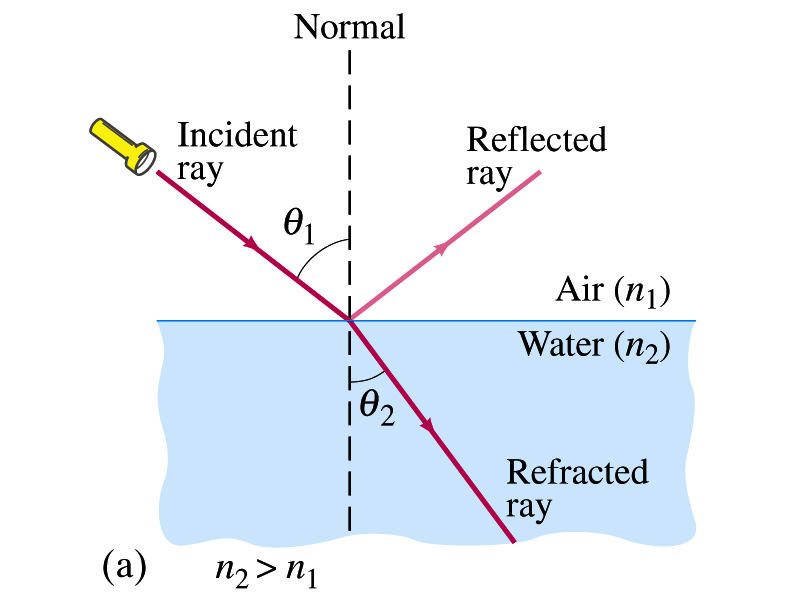 Normal
Incident
ray
Reflected
ray
θ₁
Air (n₁)
Water (n₂)
θ₂
Refracted
ray
(a) n₂ > n₁